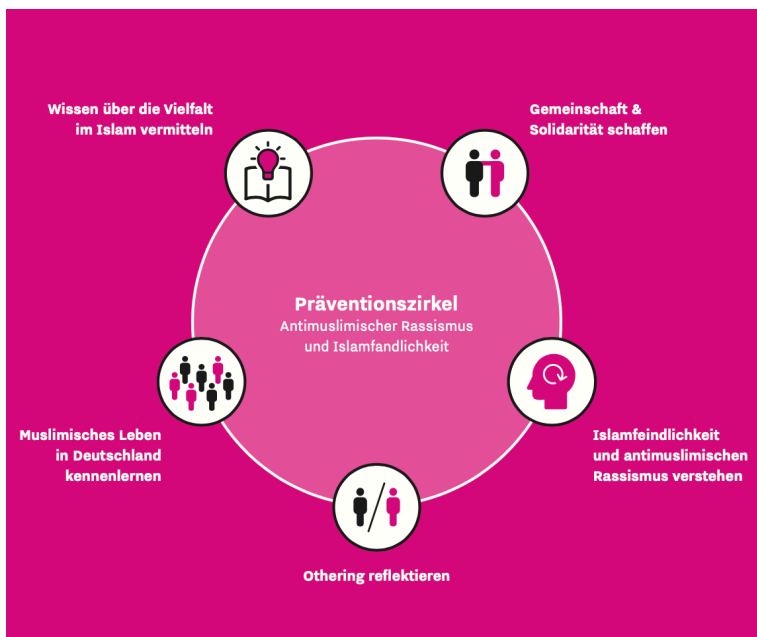 Wissen über die Vielfalt
im Islam vermitteln
Gemeinschaft &
Solidarität schaffen
Präventionszirkel
Antimuslimischer Rassismus
und Islamfandlichkeit
Muslimisches Leben
in Deutschland
kennenlernen
Islamfeindlichkeit
und antimuslimischen
Rassismus verstehen
Othering reflektieren